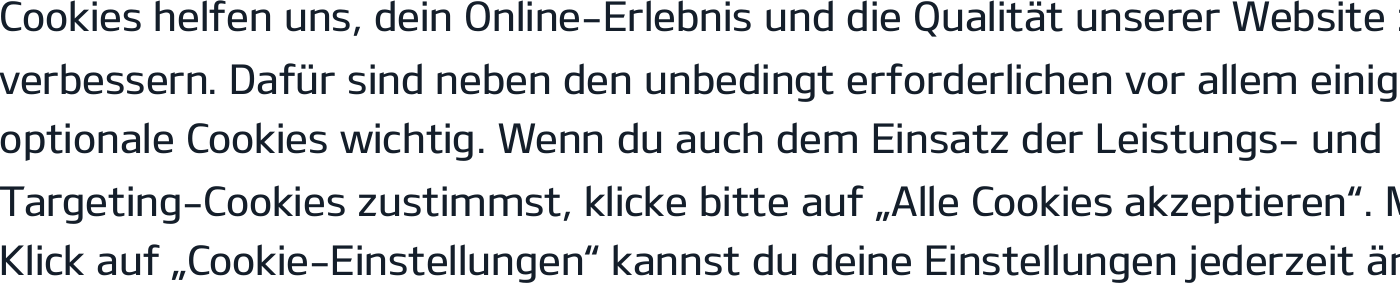 Cookies helfen uns, dein Online-Erlebnis und die Qualität unserer Website
verbessern. Dafür sind neben den unbedingt erforderlichen vor allem einig
optionale Cookies wichtig. Wenn du auch dem Einsatz der Leistungs- und
Targeting-Cookies zustimmst, klicke bitte auf „Alle Cookies akzeptieren“.
Klick auf „Cookie-Einstellungen“ kannst du deine Einstellungen jederzeit